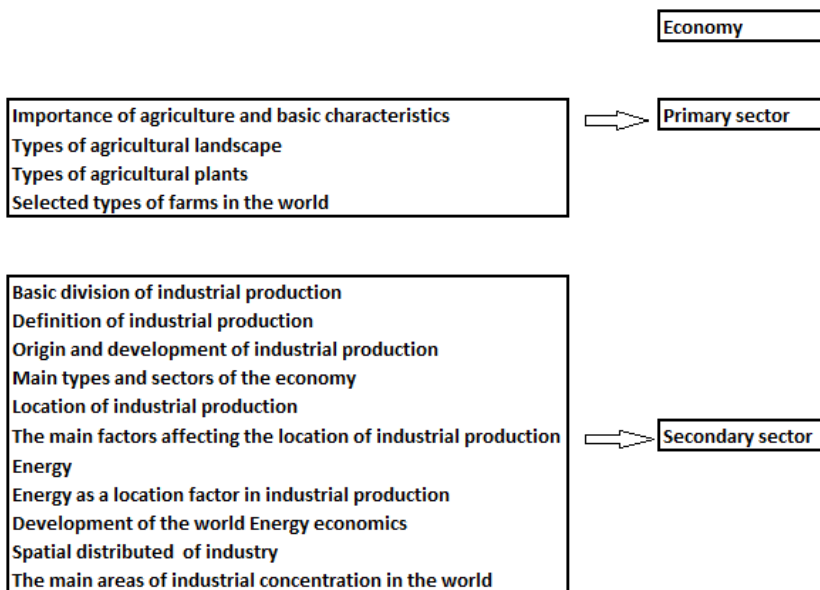 Economy
Importance of agriculture and basic characteristics
Types of agricultural landscape
Types of agricultural plants
Selected types of farms in the world
Primary sector
Basic division of industrial production
Definition of industrial production
Origin and development of industrial production
Main types and sectors of the economy
Location of industrial production
The main factors affecting the location of industrial production
Energy
Energy as a location factor in industrial production
Development of the world Energy economics
Spatial distributed of industry
The main areas of industrial concentration in the world
Secondary sector